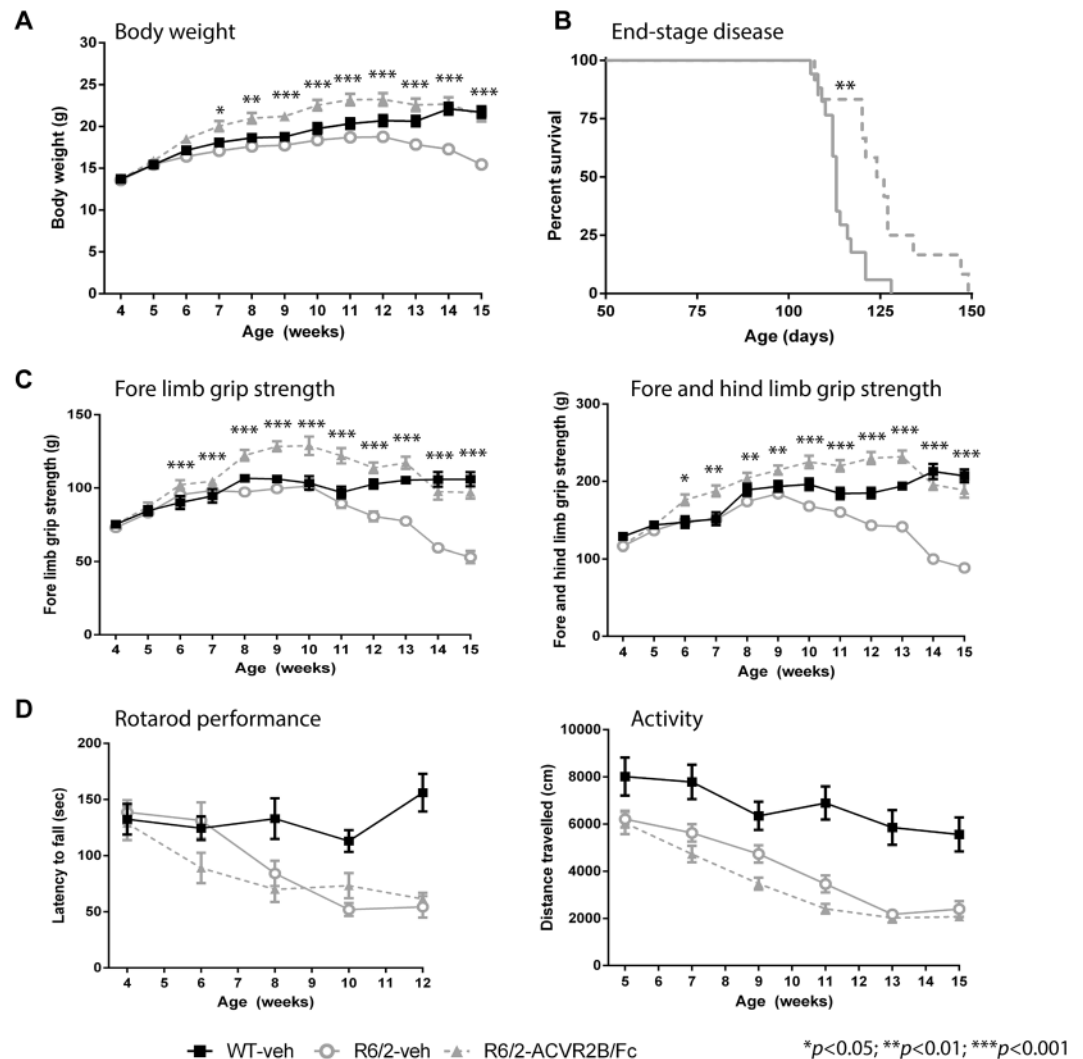 A Body weight
Body weight (g)
30
25
20
15
10
5
0
* ** *** *** *** *** *** *** ***
4 5 6 7 8 9 10 11 12 13 14 15
Age (weeks)
B End-stage disease
Percent survival
100
75
50
25
0
**
50 75 100 125 150
Age (days)
C Fore limb grip strength
Fore limb grip strength (g)
150
100
50
0
*** *** *** *** *** *** *** *** *** ***
4 5 6 7 8 9 10 11 12 13 14 15
Age (weeks)
Fore and hind limb grip strength
Fore and hind limb grip strength (g)
300
200
100
0
* ** ** ** *** *** *** *** *** ***
4 5 6 7 8 9 10 11 12 13 14 15
Age (weeks)
D Rotarod performance
Latency to fall (sec)
200
150
100
50
0
4 5 6 7 8 9 10 11 12
Age (weeks)
Activity
Distance travelled (cm)
10000
8000
6000
4000
2000
0
5 6 7 8 9 10 11 12 13 14 15
Age (weeks)
WT-veh R6/2-veh R6/2-ACVR2B/Fc
*p<0.05; **p<0.01; ***p<0.001